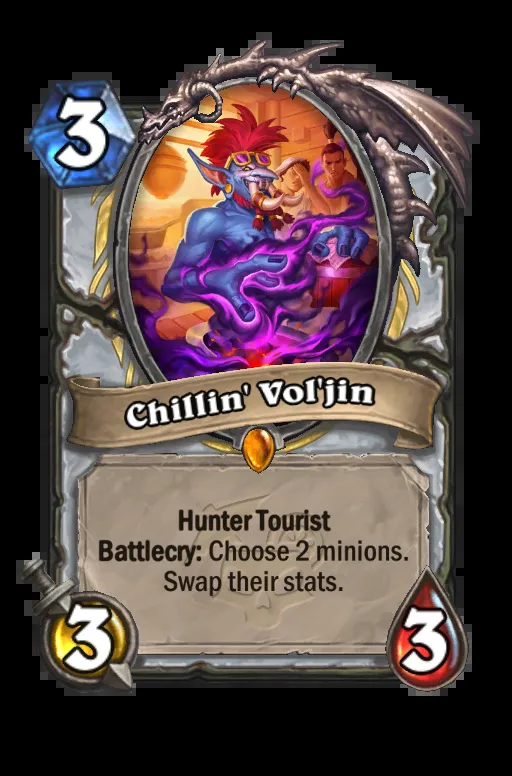 3
Chillin' Vol'jin
Hunter Tourist
Battlecry: Choose 2 minions.
Swap their stats.
3
3